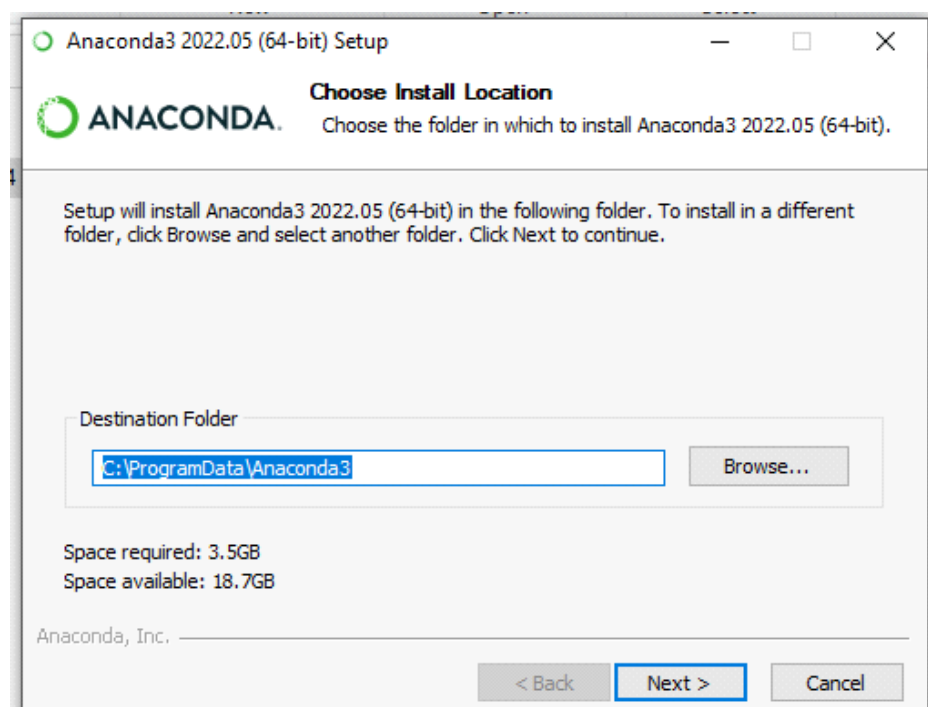 Anaconda3 2022.05 (64-bit) Setup
ANACONDA.
Choose Install Location
Choose the folder in which to install Anaconda3 2022.05 (64-bit).
Setup will install Anaconda3 2022.05 (64-bit) in the following folder. To install in a different
folder, click Browse and select another folder. Click Next to continue.
Destination Folder
C:\ProgramData\Anaconda3
Browse...
Space required: 3.5GB
Space available: 18.7GB
Anaconda, Inc.
< Back
Next >
Cancel